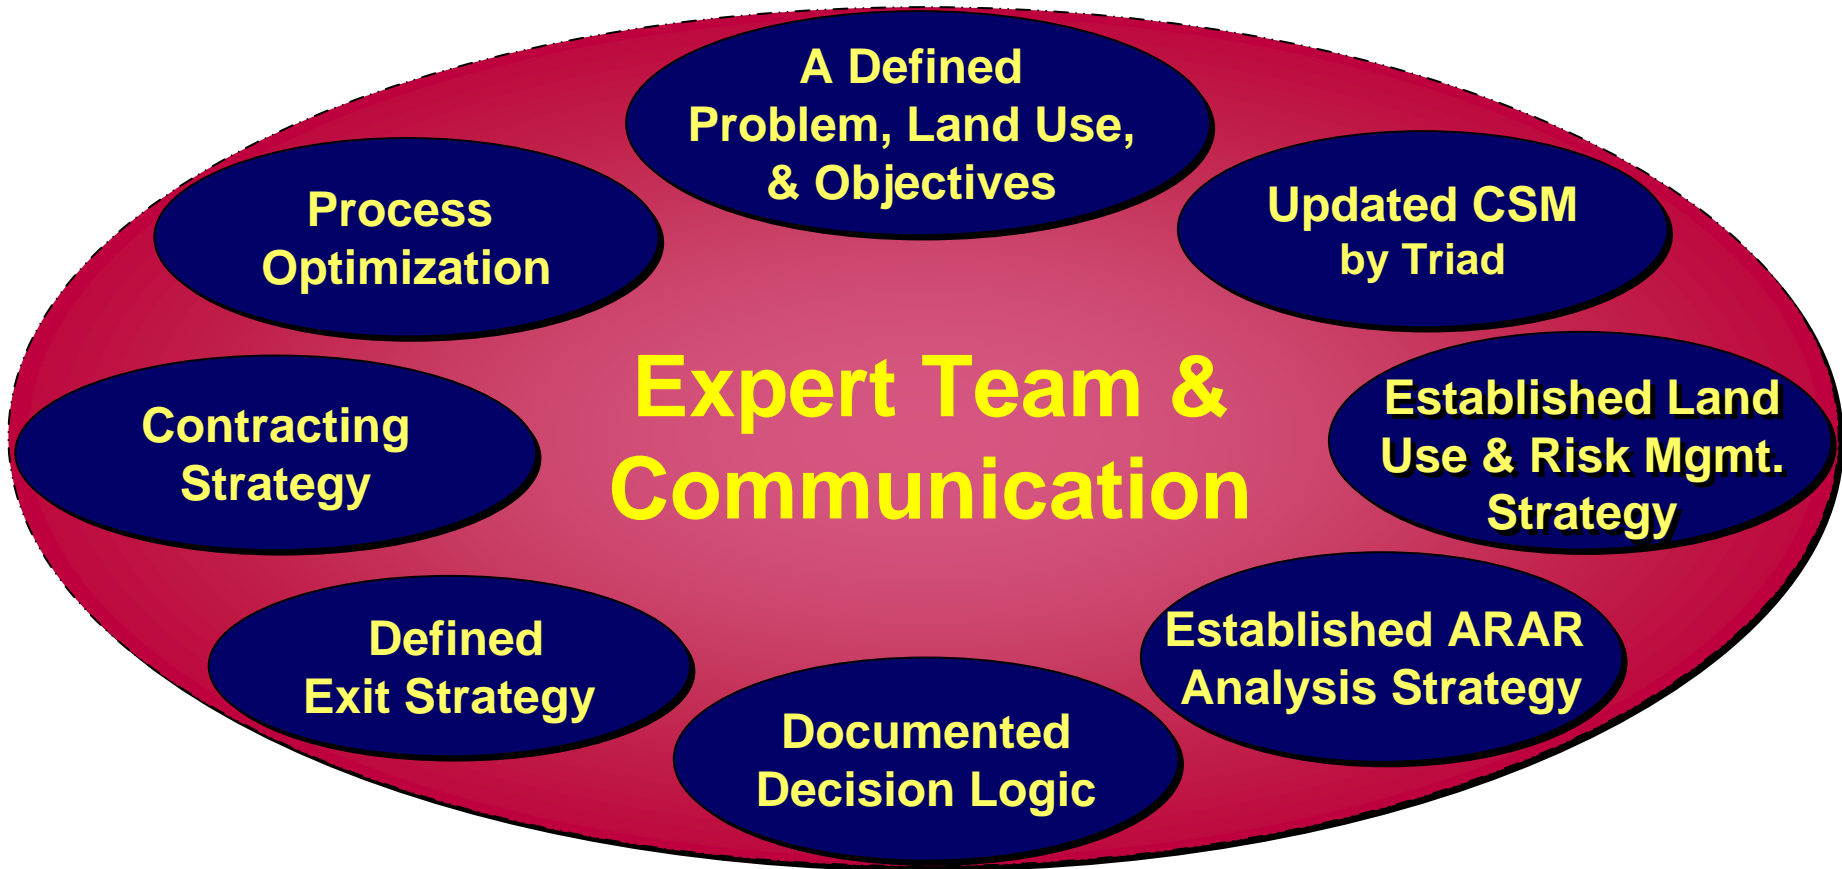 A Defined
Problem, Land Use,
& Objectives
Process
Optimization
Updated CSM
by Triad
Expert Team &
Communication
Contracting
Strategy
Established Land
Use & Risk Mgmt.
Strategy
Defined
Exit Strategy
Established ARAR
Analysis Strategy
Documented
Decision Logic